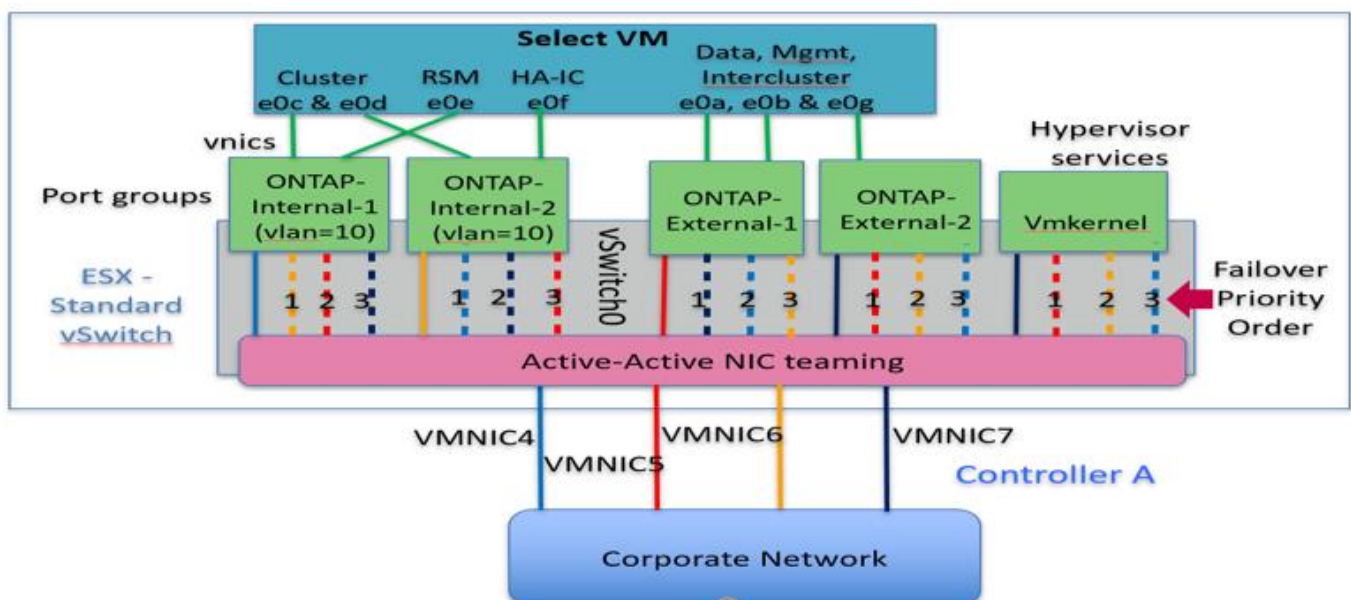 Select VM
Cluster
e0c & e0d
RSM
e0e
HA-IC
e0f
Data, Mgmt,
Intercluster
e0a, e0b & e0g
vnics
Hypervisor
services
Port groups
ONTAP-
Internal-1
(vlan=10)
ONTAP-
Internal-2
(vlan=10)
vSwitch0
ONTAP-
External-1
ONTAP-
External-2
Vmkernel
ESX -
Standard
vSwitch
1 2 3
1 2 3
1 2 3
1 2 3
1 2 3
Failover
Priority
Order
Active-Active NIC teaming
VMNIC4
VMNIC5
VMNIC6
VMNIC7
Controller A
Corporate Network